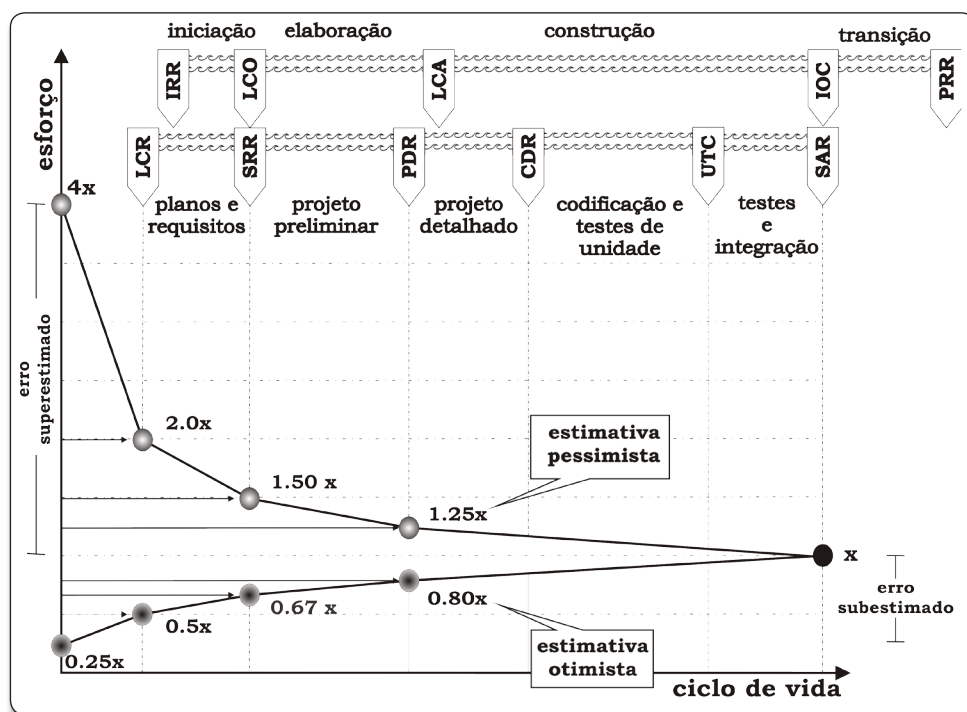 iniciação
elaboração
construção
transição
IRR
LCO
LCA
IOC
PRR
esforço
LCR
SRR
PDR
CDR
UTC
SAR
4x
planos e
requisitos
projeto
preliminar
projeto
detalhado
codificação e
testes de
unidade
testes
e
integração
erro
superestimado
2.0x
estimativa
pessimista
1.50 x
1.25x
x
erro
subestimado
0.80x
0.67 x
0.5x
estimativa
otimista
0.25x
ciclo de vida